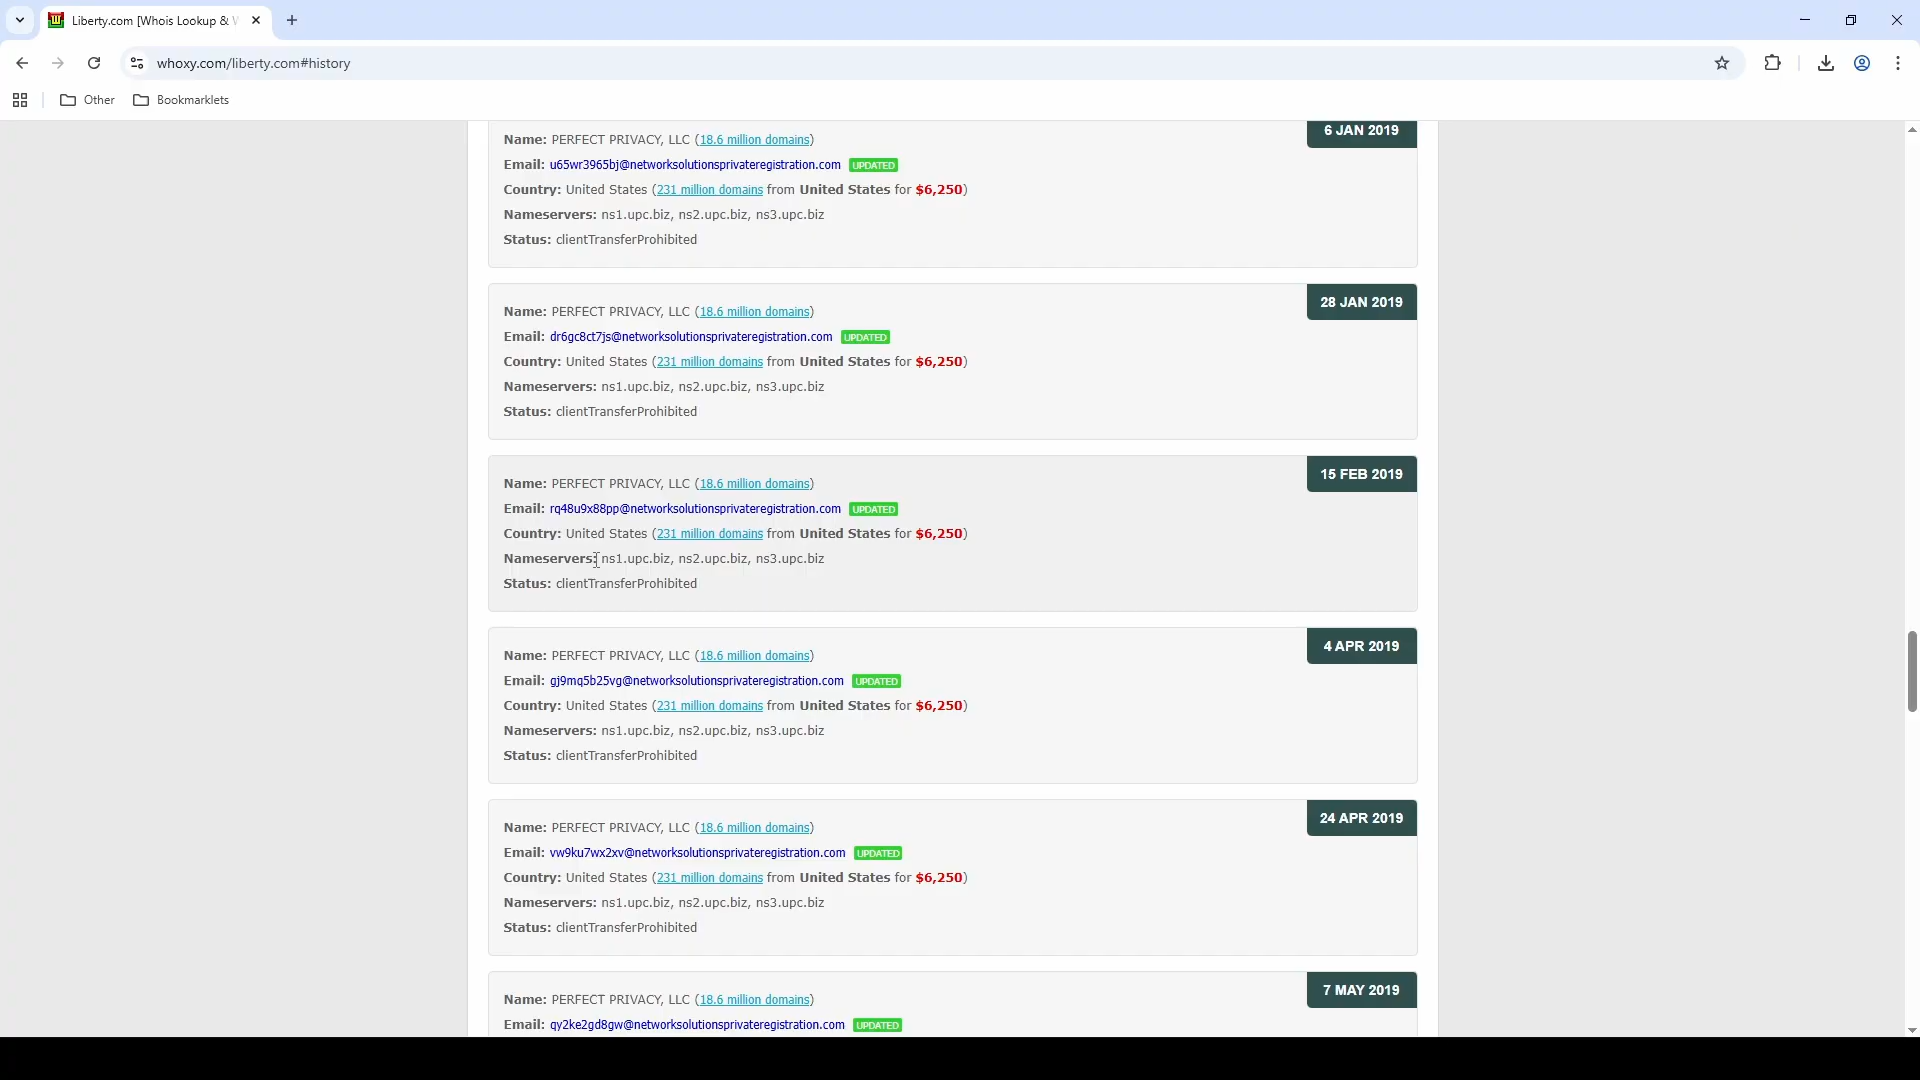 Liberty.com [Whois Lookup & W
whoxy.com/liberty.com#history
Other
Bookmarklets
Name: PERFECT PRIVACY, LLC (18.6 million domains)
6 JAN 2019
Email: u65wr3965bj@networksolutionsprivateregistration.com UPDATED
Country: United States (231 million domains from United States for $6,250)
Nameservers: ns1.upc.biz, ns2.upc.biz, ns3.upc.biz
Status: clientTransferProhibited
28 JAN 2019
Name: PERFECT PRIVACY, LLC (18.6 million domains)
Email: dr6gc8ct7js@networksolutionsprivateregistration.com UPDATED
Country: United States (231 million domains from United States for $6,250)
Nameservers: ns1.upc.biz, ns2.upc.biz, ns3.upc.biz
Status: clientTransferProhibited
15 FEB 2019
Name: PERFECT PRIVACY, LLC (18.6 million domains)
Email: rq48u9x88pp@networksolutionsprivateregistration.com UPDATED
Country: United States (231 million domains from United States for $6,250)
Nameservers: ns1.upc.biz, ns2.upc.biz, ns3.upc.biz
Status: clientTransferProhibited
4 APR 2019
Name: PERFECT PRIVACY, LLC (18.6 million domains)
Email: gj9mq5b25vg@networksolutionsprivateregistration.com UPDATED
Country: United States (231 million domains from United States for $6,250)
Nameservers: ns1.upc.biz, ns2.upc.biz, ns3.upc.biz
Status: clientTransferProhibited
24 APR 2019
Name: PERFECT PRIVACY, LLC (18.6 million domains)
Email: vw9ku7wx2xv@networksolutionsprivateregistration.com UPDATED
Country: United States (231 million domains from United States for $6,250)
Nameservers: ns1.upc.biz, ns2.upc.biz, ns3.upc.biz
Status: clientTransferProhibited
7 MAY 2019
Name: PERFECT PRIVACY, LLC (18.6 million domains)
Email: qy2ke2gd8gw@networksolutionsprivateregistration.com UPDATED